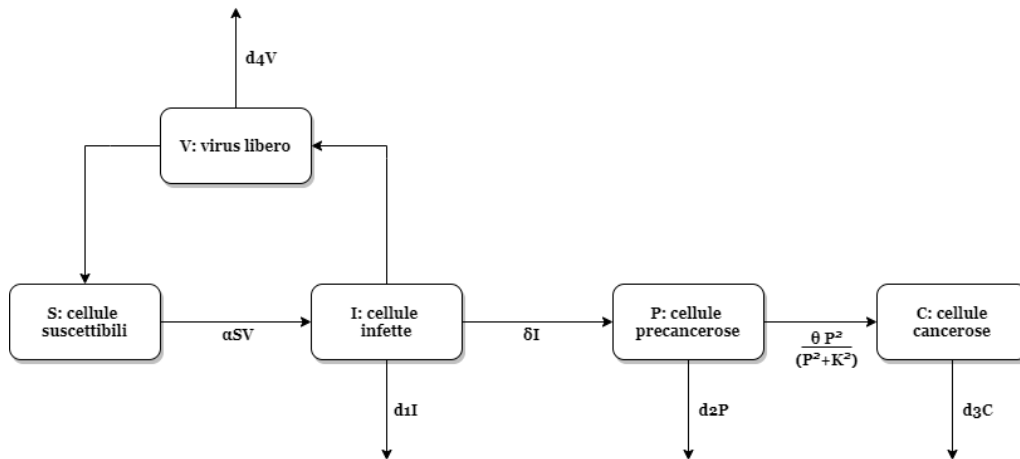 d4V
V: virus libero
S: cellule
suscettibili
αSV
I: cellule
infette
δI
P: cellule
precancerose
θ P²
(P²+K²)
C: cellule
cancerose
d1I
d2P
d3C